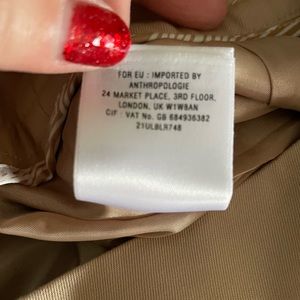 FOR EU : IMPORTED BY
ANTHROPOLOGIE
24 MARKET PLACE, 3RD FLOOR,
LONDON, UK W1W8AN
CIF : VAT No. GB 684936382
21ULBLR748